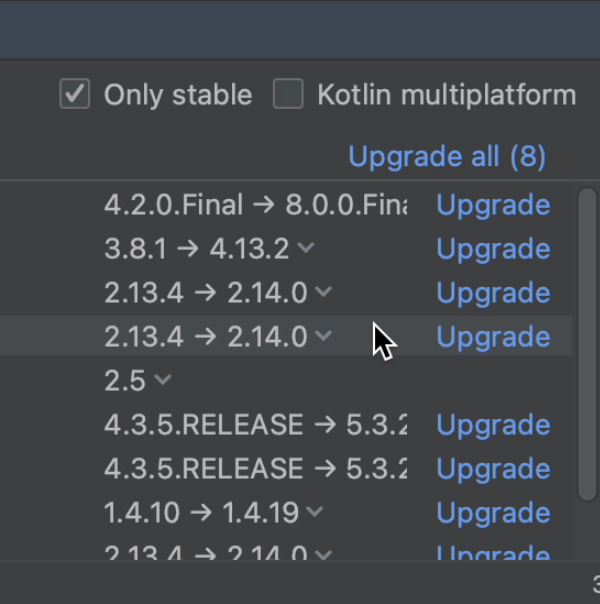 Only stable Kotlin multiplatform
Upgrade all (8)
4.2.0.Final → 8.0.0.Fina Upgrade
3.8.1 → 4.13.2 Upgrade
2.13.4 → 2.14.0 Upgrade
2.13.4 → 2.14.0 Upgrade
2.5
4.3.5.RELEASE → 5.3.2 Upgrade
4.3.5.RELEASE → 5.3.2 Upgrade
1.4.10 → 1.4.19 Upgrade
2.13.4 → 2.14.0 Upgrade